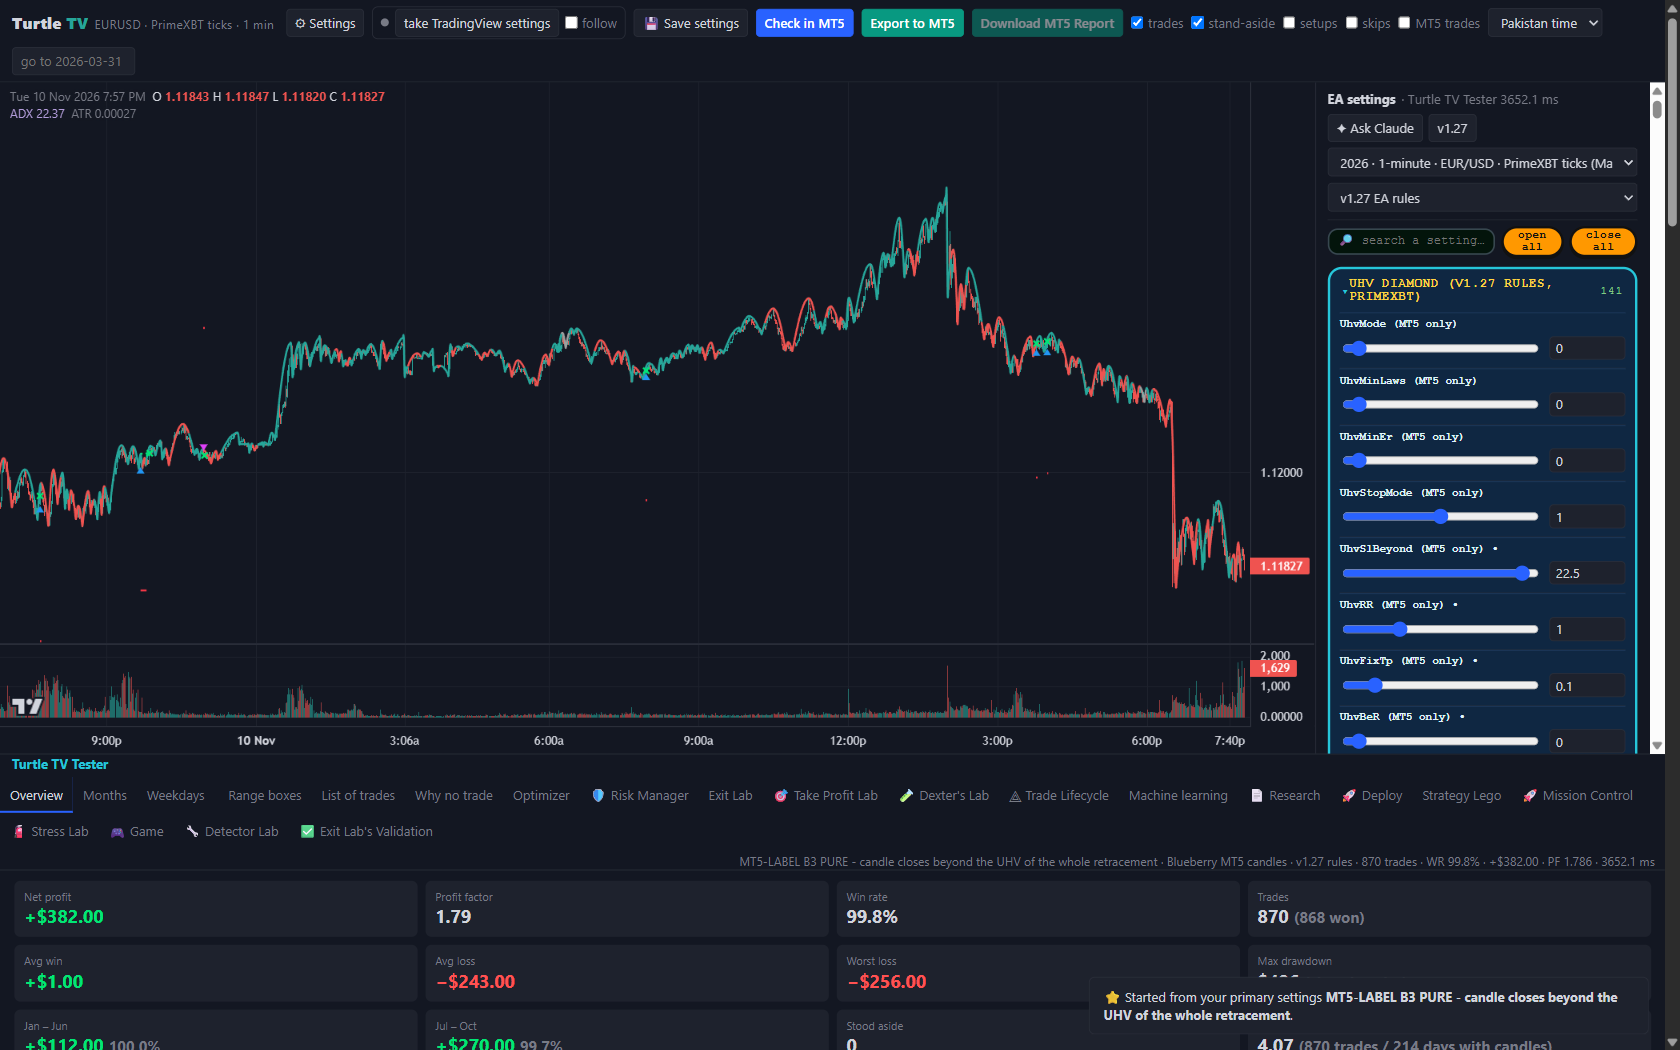 Turtle TV EURUSD · PrimeXBT ticks · 1 min
⚙ Settings
take TradingView settings
follow
💾 Save settings
Check in MT5
Export to MT5
Download MT5 Report
trades
stand-aside
setups
skips
MT5 trades
Pakistan time
go to 2026-03-31
Tue 10 Nov 2026 7:57 PM O 1.11843 H 1.11847 L 1.11820 C 1.11827
ADX 22.37 ATR 0.00027
1.12000
1.11827
2,000
1,629
1,000
0.00000
9:00p
10 Nov
3:06a
6:00a
9:00a
12:00p
3:00p
6:00p
7:40p
EA settings · Turtle TV Tester 3652.1 ms
✦ Ask Claude
v1.27
2026 · 1-minute · EUR/USD · PrimeXBT ticks (Ma
v1.27 EA rules
🔎 search a setting…
open all
close all
UHV DIAMOND (V1.27 RULES, PRIMEXBT)
141
UhvMode (MT5 only)
0
UhvMinLaws (MT5 only)
0
UhvMinEr (MT5 only)
0
UhvStopMode (MT5 only)
1
UhvSlBeyond (MT5 only) •
22.5
UhvRR (MT5 only) •
1
UhvFixTp (MT5 only) •
0.1
UhvBeR (MT5 only) •
0
Turtle TV Tester
Overview
Months
Weekdays
Range boxes
List of trades
Why no trade
Optimizer
🛡 Risk Manager
Exit Lab
🎯 Take Profit Lab
🧪 Dexter's Lab
Trade Lifecycle
Machine learning
📄 Research
🚀 Deploy
Strategy Lego
🚀 Mission Control
Stress Lab
🎮 Game
🔧 Detector Lab
✅ Exit Lab's Validation
MT5-LABEL B3 PURE - candle closes beyond the UHV of the whole retracement · Blueberry MT5 candles · v1.27 rules · 870 trades · WR 99.8% · +$382.00 · PF 1.786 · 3652.1 ms
Net profit
+$382.00
Profit factor
1.79
Win rate
99.8%
Trades
870 (868 won)
Avg win
+$1.00
Avg loss
−$243.00
Worst loss
−$256.00
Max drawdown
⭐ Started from your primary settings MT5-LABEL B3 PURE - candle closes beyond the
UHV of the whole retracement.
Jan – Jun
+$112.00 100.0%
Jul – Oct
+$270.00 99.7%
Stood aside
0
4.07 (870 trades / 214 days with candles)